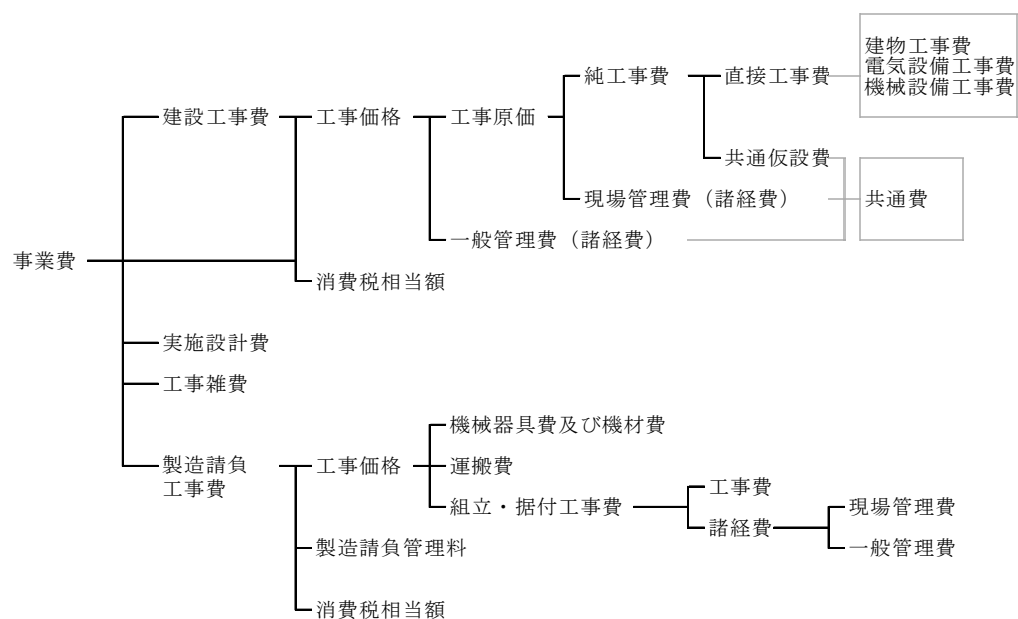 建物工事費
電気設備工事費
機械設備工事費
純工事費
直接工事費
建設工事費
工事価格
工事原価
共通仮設費
現場管理費（諸経費）
共通費
一般管理費（諸経費）
事業費
消費税相当額
実施設計費
工事雑費
機械器具費及び機材費
製造請負
工事費
工事価格
運搬費
組立・据付工事費
工事費
諸経費
現場管理費
一般管理費
製造請負管理料
消費税相当額